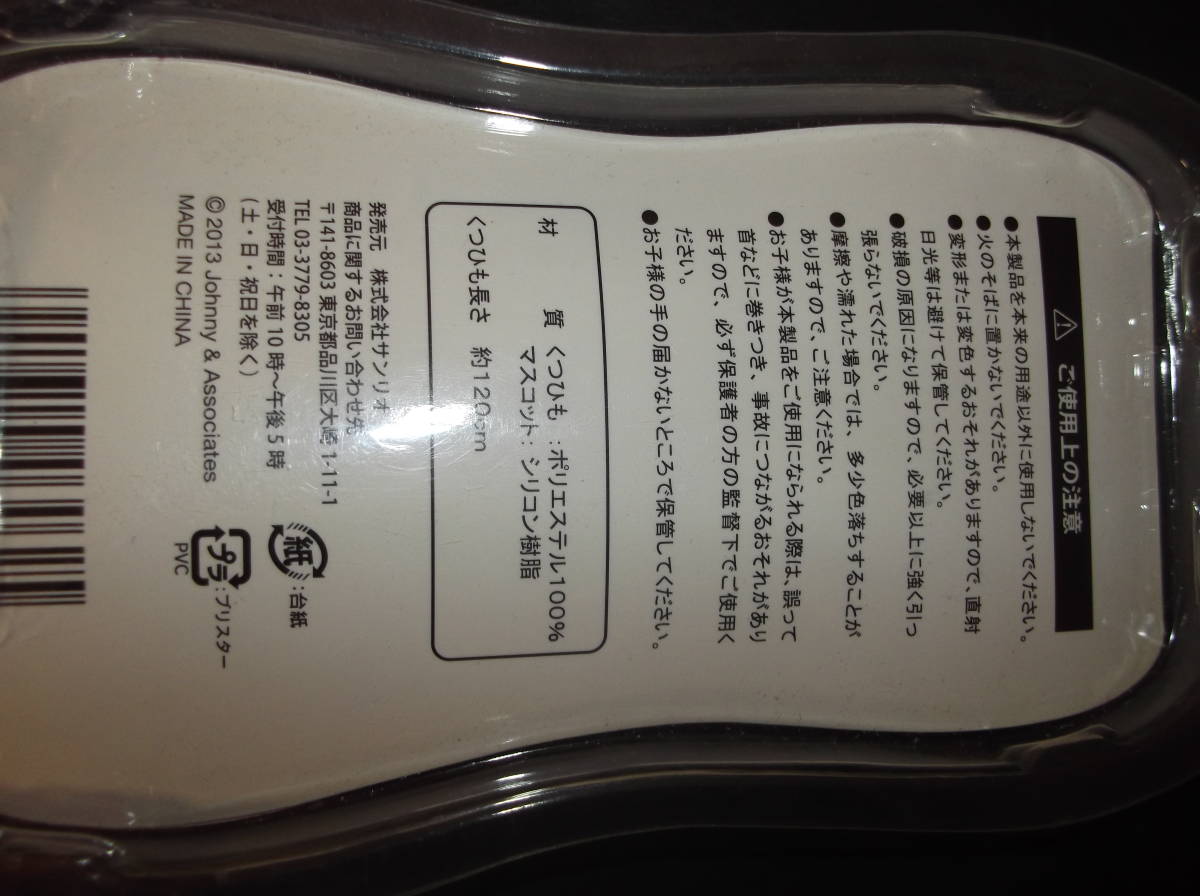 ⚠ ご使用上の注意
●本製品を本来の用途以外に使用しないでください。
●火のそばに置かないでください。
●変形または変色するおそれがありますので、直射
日光等は避けて保管してください。
●破損の原因になりますので、必要以上に強く引っ
張らないでください。
●摩擦や濡れた場合では、多少色落ちすることが
ありますので、ご注意ください。
●お子様が本製品をご使用になられる際は、誤って
首などに巻きつき、事故につながるおそれがあり
ますので、必ず保護者の方の監督下でご使用く
ださい。
●お子様の手の届かないところで保管してください。
材 質 くつひも :ポリエステル100%
マスコット:シリコン樹脂
くつひも長さ 約120cm
発売元 株式会社サンリオ
商品に関するお問い合わせ先
〒141-8603 東京都品川区大崎 1-11-1
TEL 03-3779-8305
受付時間:午前10時〜午後5時
(土・日・祝日を除く)
©2013 Johnny & Associates
MADE IN CHINA
紙:台紙
プラ:ブリスター
PVC